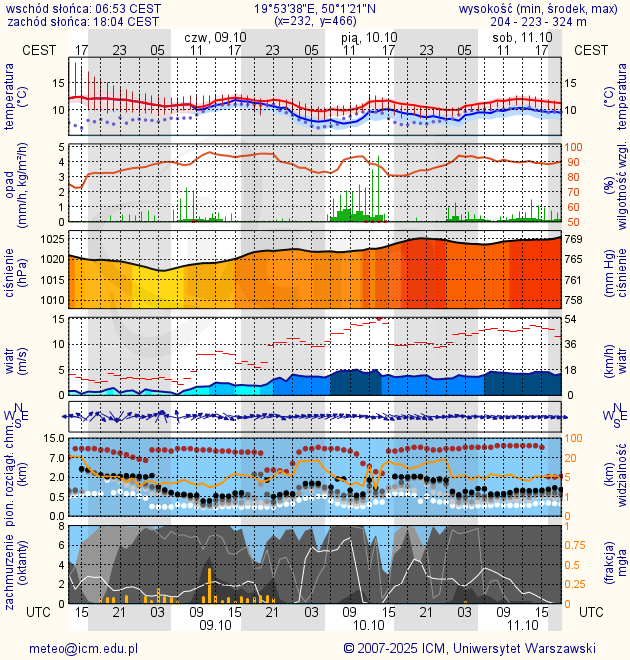 wschód słońca: 06:53 CEST 19°53'38"E, 50°1'21"N wysokość (min, środek, max)
zachód słońca: 18:04 CEST (x=232, y=466) 204 - 223 - 324 m
czw, 09.10 pią, 10.10 sob, 11.10
CEST 17 23 05 11 17 23 05 11 17 23 05 11 17 CEST
temperatura (°C) 15 10 15 10 temperatura (°C)
opad (mm/h, kg/m²/h) 5 4 3 2 1 0 100 90 80 70 60 50 (%) wilgotność wzgl.
ciśnienie (hPa) 1025 1020 1015 1010 769 765 761 758 (mm Hg) ciśnienie
wiatr (m/s) 15 10 5 0 54 42 30 18 0 (km/h) wiatr
N W E S N W E S
pion. rozciągł. chm. (km) 15.0 7.0 2.0 0.5 0.0 100 20 5 1 0 (km) widzialność
zachmurzenie (oktanty) 8 6 4 2 0 1 0.75 0.5 0.25 0 (frakcja) mgła
UTC 15 21 03 09 15 21 03 09 15 21 03 09 15 UTC
09.10 10.10 11.10
meteo@icm.edu.pl © 2007-2025 ICM, Uniwersytet Warszawski